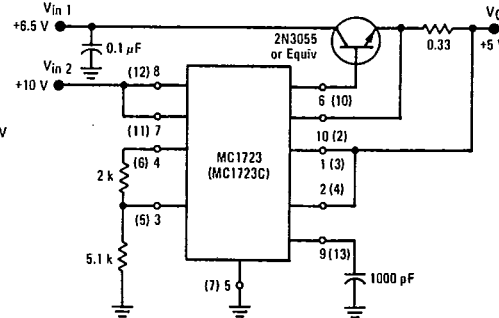 Vin 1
+6.5 V
0.1 µF
2N3055
or Equiv
0.33
+5
Vin 2
+10 V
(12) 8
6 (10)
V
(11) 7
10 (2)
(6) 4
MC1723
(MC1723C)
1 (3)
2 k
(5) 3
2 (4)
5.1 k
9 (13)
(7) 5
1000 pF